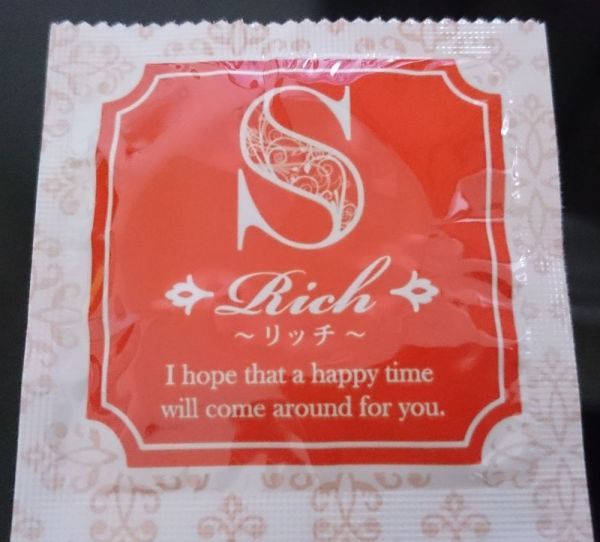 S
Rich
～リッチ～
I hope that a happy time
will come around for you.